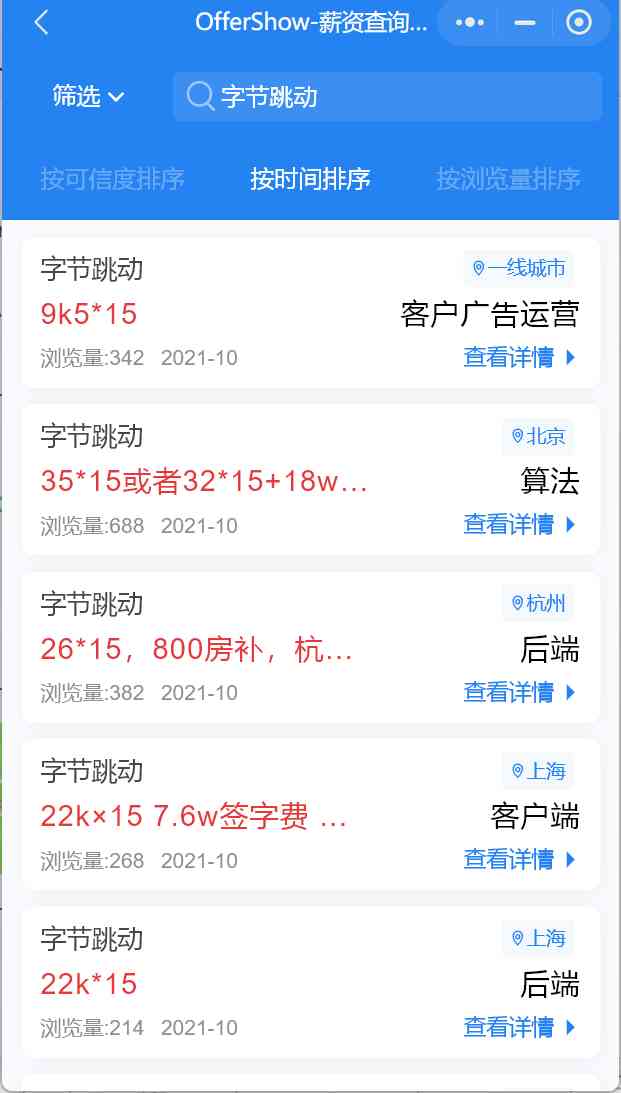 OfferShow-薪资查询...
筛选 字节跳动
按可信度排序 按时间排序 按浏览量排序
字节跳动 一线城市
9k5*15 客户广告运营
浏览量:342 2021-10 查看详情
字节跳动 北京
35*15或者32*15+18w... 算法
浏览量:688 2021-10 查看详情
字节跳动 杭州
26*15，800房补，杭... 后端
浏览量:382 2021-10 查看详情
字节跳动 上海
22k×15 7.6w签字费 ... 客户端
浏览量:268 2021-10 查看详情
字节跳动 上海
22k*15 后端
浏览量:214 2021-10 查看详情